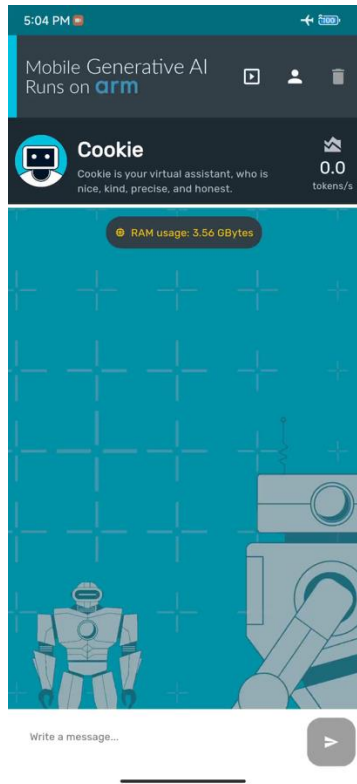 5:04 PM
100
Mobile Generative AI
Runs on arm
Cookie
Cookie is your virtual assistant, who is
nice, kind, precise, and honest.
0.0
tokens/s
RAM usage: 3.56 GBytes
Write a message...